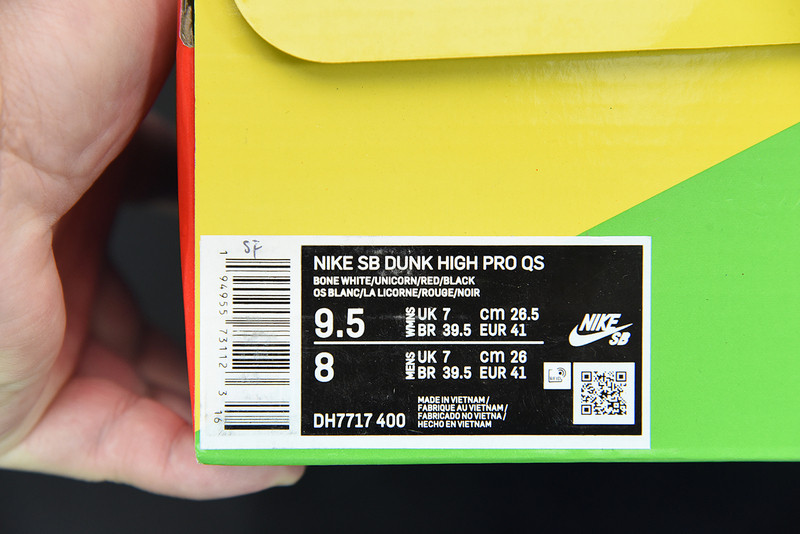 SF
1 94955 73112 3 16
NIKE SB DUNK HIGH PRO QS
BONE WHITE/UNICORN/RED/BLACK
OS BLANC/LA LICORNE/ROUGE/NOIR
9.5 WMNS UK 7 cm 26.5
BR 39.5 EUR 41
8 MENS UK 7 cm 26
BR 39.5 EUR 41
NIKE
SB
DH7717 400
MADE IN VIETNAM/
FABRIQUE AU VIETNAM/
FABRICADO NO VIETNA/
HECHO EN VIETNAM